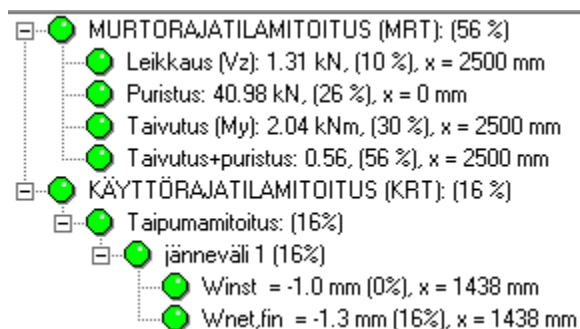 MURTORAJATILAMITOITUS (MRT): (56 %)
Leikkaus (Vz): 1.31 kN, (10 %), x = 2500 mm
Puristus: 40.98 kN, (26 %), x = 0 mm
Taivutus (My): 2.04 kNm, (30 %), x = 2500 mm
Taivutus+puristus: 0.56, (56 %), x = 2500 mm
KÄYTTÖRAJATILAMITOITUS (KRT): (16 %)
Taipumamitoitus: (16%)
jänneväli 1 (16%)
Winst = -1.0 mm (0%), x = 1438 mm
Wnet,fin = -1.3 mm (16%), x = 1438 mm